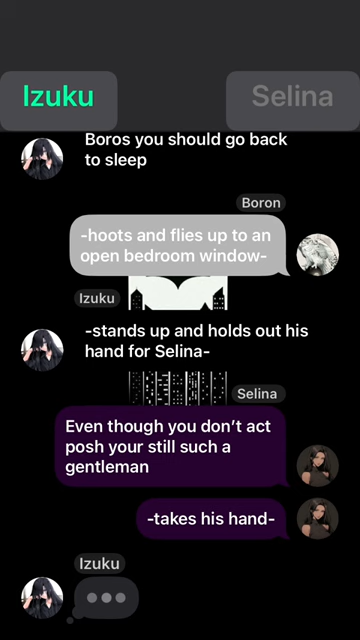 Izuku
Selina
Boros you should go back
to sleep
Boron
-hoots and flies up to an
open bedroom window-
Izuku
-stands up and holds out his
hand for Selina-
Selina
Even though you don't act
posh your still such a
gentleman
-takes his hand-
Izuku